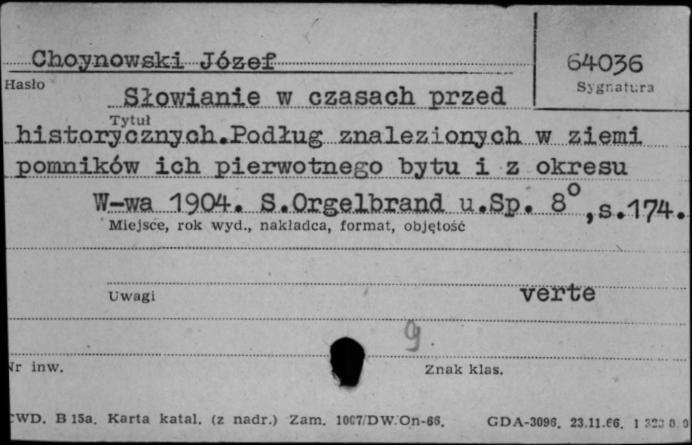 Choynowski Józef
64036
Hasło
Sygnatura
Słowianie w czasach przed
Tytuł
historycznych.Podług znalezionych w ziemi
pomników ich pierwotnego bytu i z okresu
W-wa 1904. S.Orgelbrand u.Sp. 8°,s.174.
Miejsce, rok wyd., nakładca, format, objętość
Uwagi
verte
9
Nr inw.
Znak klas.
CWD. B 15a. Karta katal. (z nadr.) Zam. 1007/DW.On-66. GDA-3096. 23.11.66.